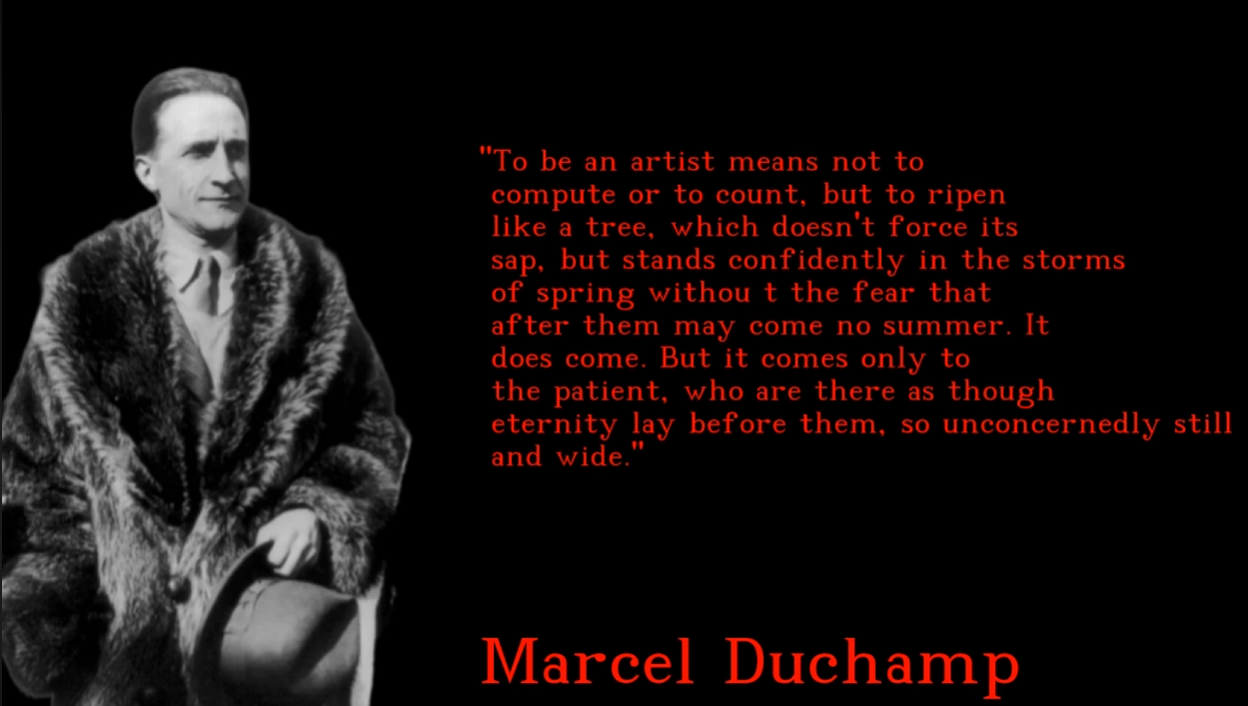 "To be an artist means not to
compute or to count, but to ripen
like a tree, which doesn't force its
sap, but stands confidently in the storms
of spring withou t the fear that
after them may come no summer. It
does come. But it comes only to
the patient, who are there as though
eternity lay before them, so unconcernedly still
and wide."
Marcel Duchamp